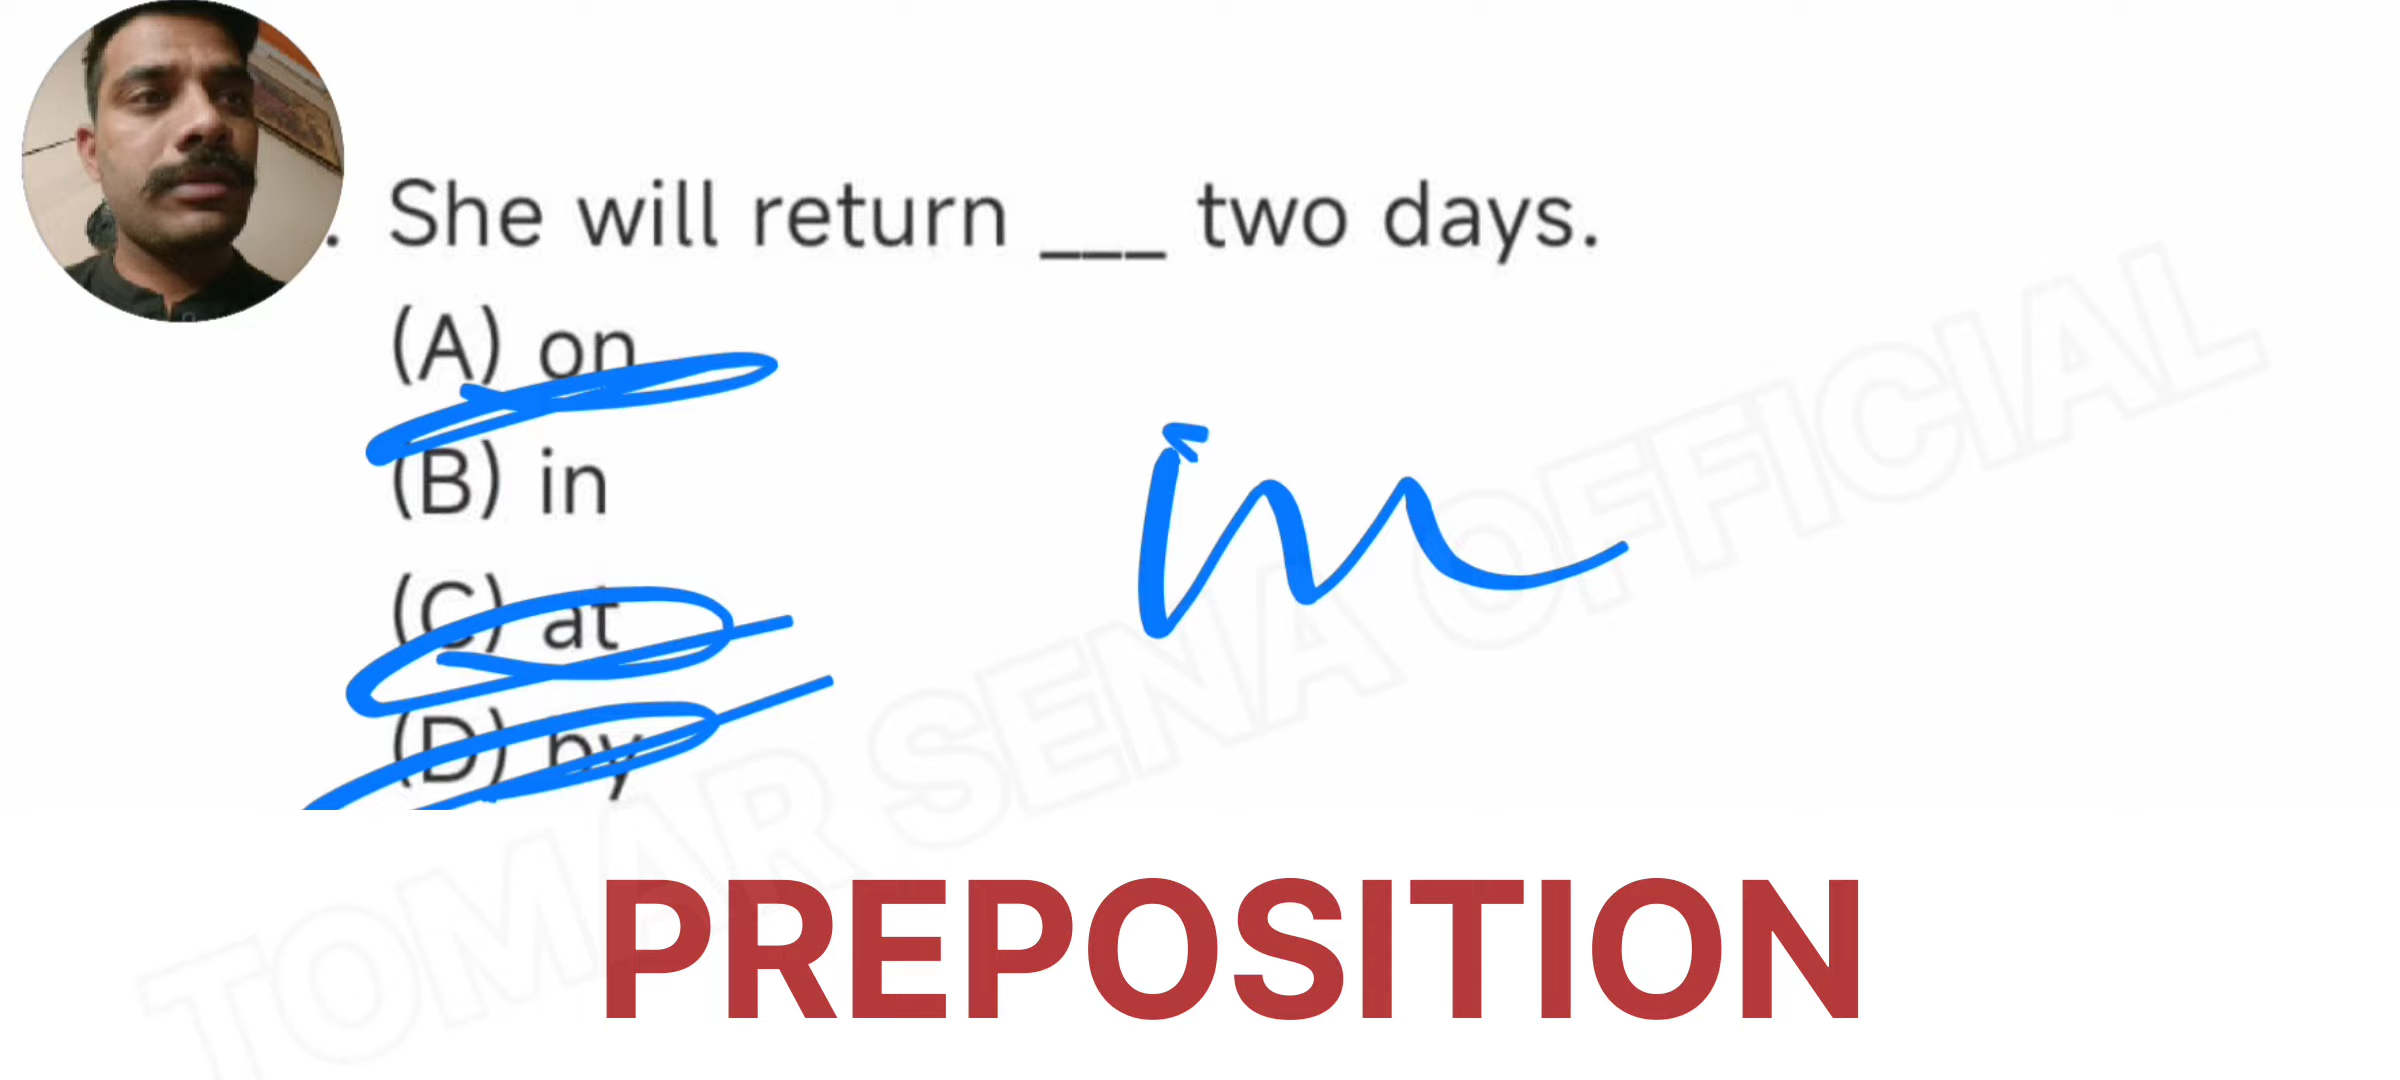 . She will return ___ two days.
(A) on
(B) in
(C) at
(D) by
in
TOMAR SENA OFFICIAL
PREPOSITION